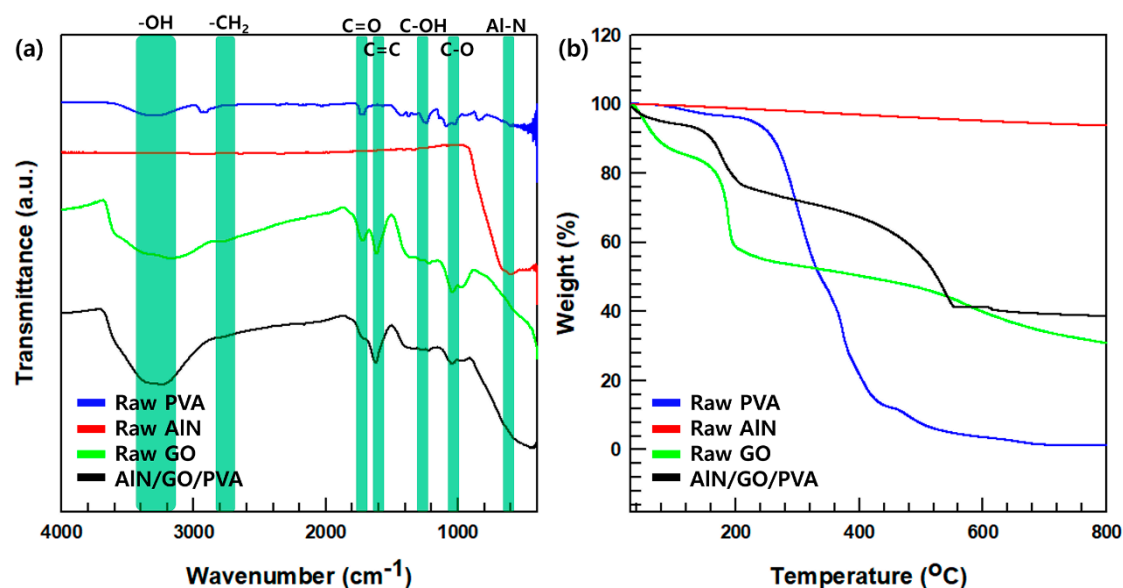 (a)
-OH
-CH₂
C=O
C=C
C-OH
C-O
Al-N
Transmittance (a.u.)
Raw PVA
Raw AlN
Raw GO
AlN/GO/PVA
4000 3000 2000 1000
Wavenumber (cm⁻¹)
(b)
120
100
80
60
40
20
0
Weight (%)
Raw PVA
Raw AlN
Raw GO
AlN/GO/PVA
200 400 600 800
Temperature (°C)